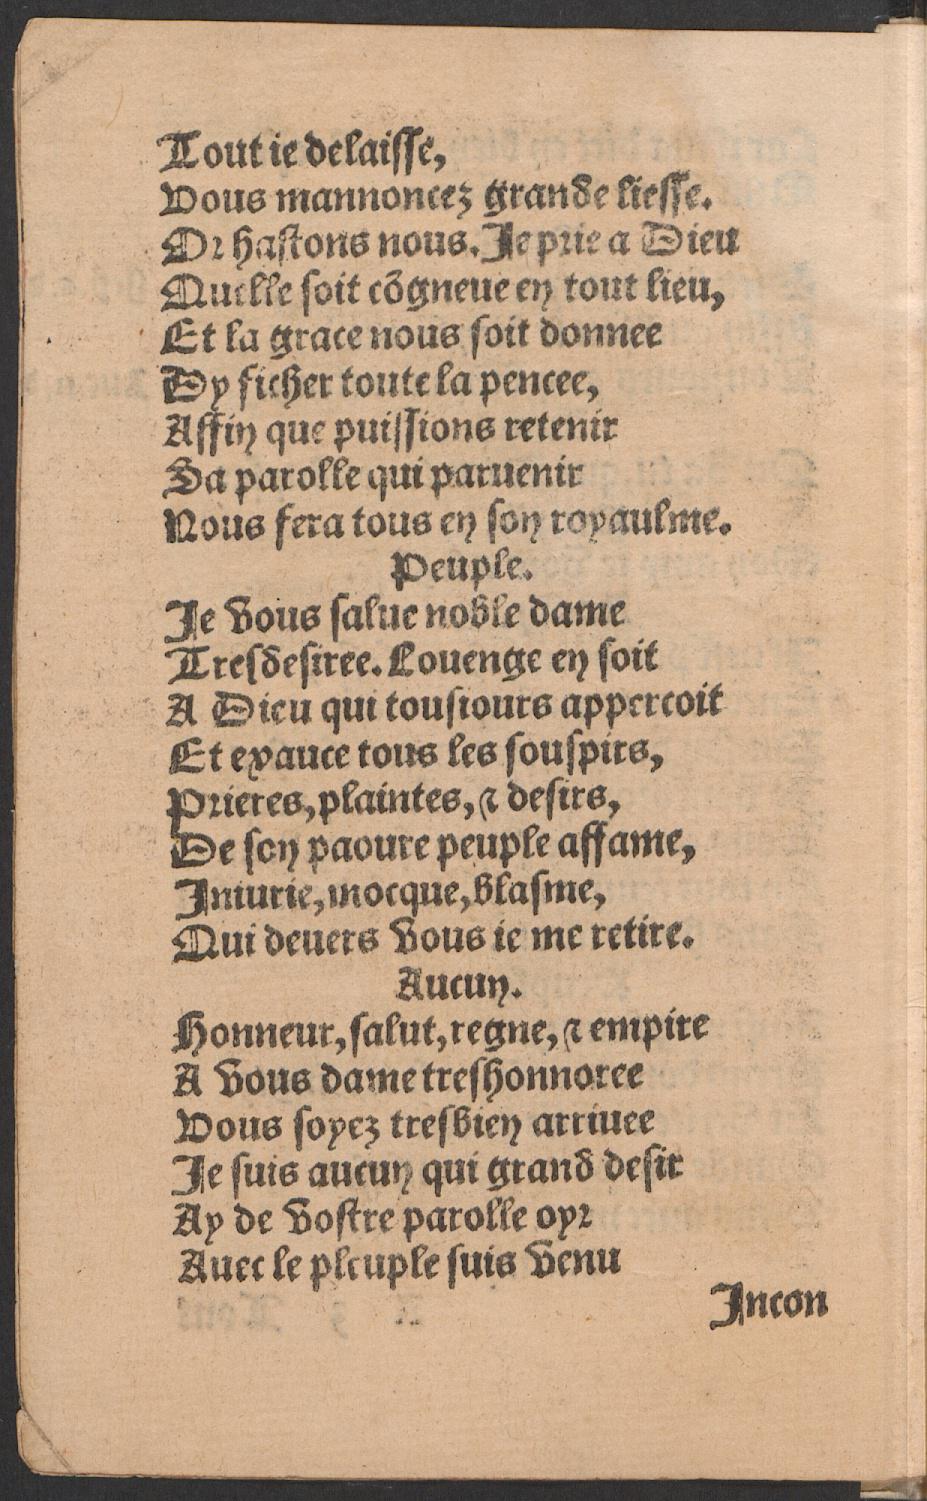 Tout ie delaisse,
Vous mannoncez grande liesse.
Or hastons nous. Je prie a Dieu
Quelle soit cõgneue en tout lieu,
Et la grace nous soit donnee
Dy ficher toute la pencee,
Affin que puissions retenir
Sa parolle qui paruenir
Nous fera tous en son royaulme.
Peuple.
Je vous salue noble dame
Tresdesiree. Louenge en soit
A Dieu qui tousiours appercoit
Et exauce tous les souspirs,
Prieres, plaintes, ⁊ desirs,
De son paoure peuple affame,
Iniurie, mocque, blasme,
Qui deuers vous ie me retire.
Aucun.
Honneur, salut, regne, ⁊ empire
A vous dame treshonnoree
Vous soyez tresbien arriuee
Je suis aucun qui grand desir
Ay de vostre parolle oyr
Auec le pleuple suis venu
Incon